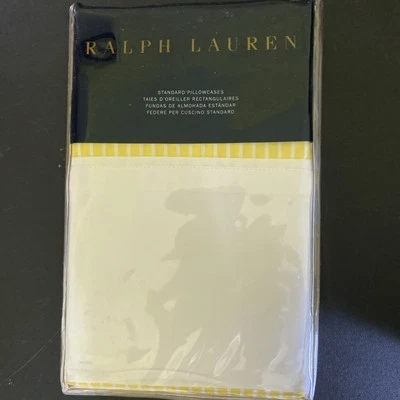 RALPH LAUREN
STANDARD PILLOWCASES
TAIES D'OREILLER RECTANGULAIRES
FUNDAS DE ALMOHADA ESTÁNDAR
FEDERE PER CUSCINO STANDARD